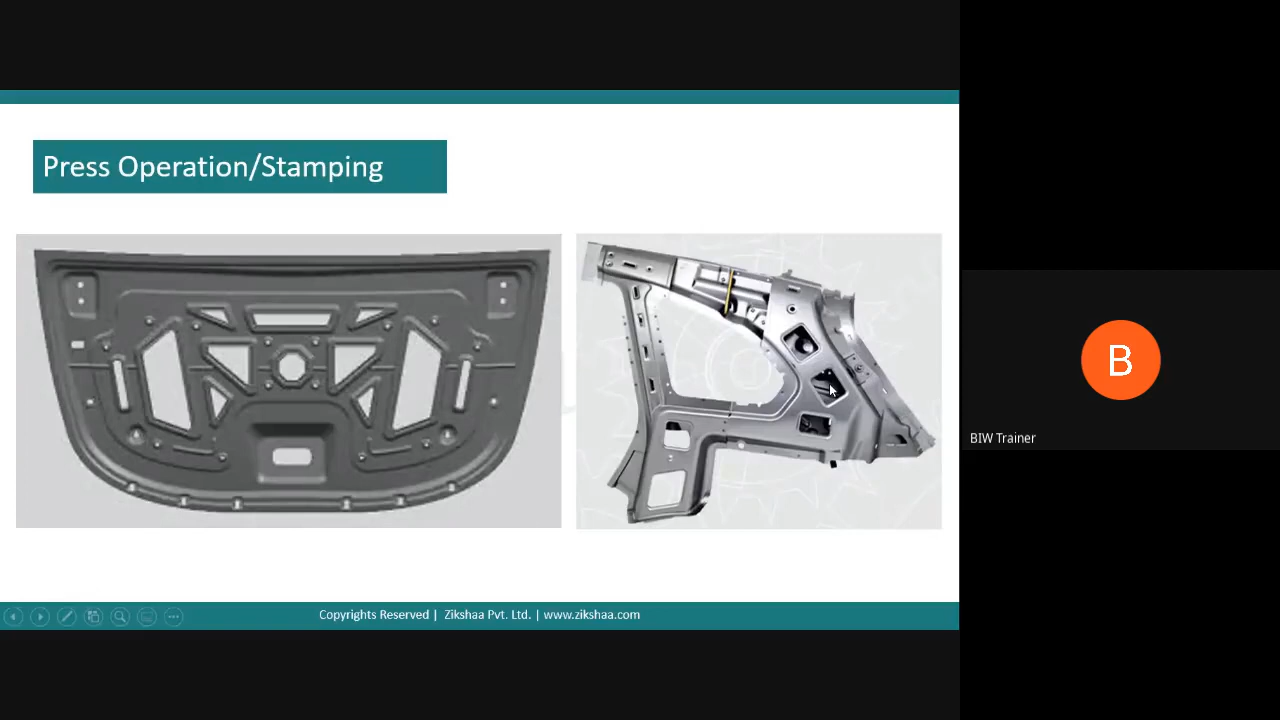 Press Operation/Stamping
B
BIW Trainer
Copyrights Reserved | Zikshaa Pvt. Ltd. | www.zikshaa.com